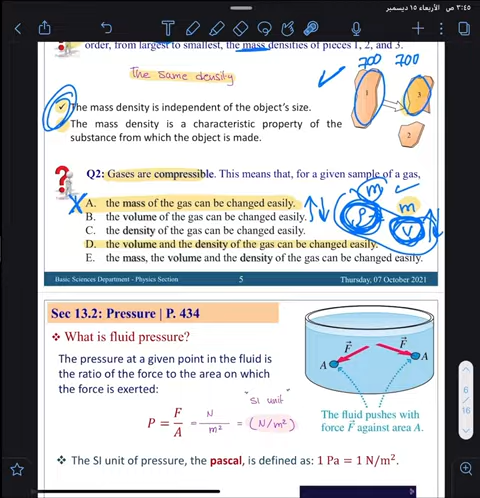 ٣:٤٥ ص الأربعاء ١٥ ديسمبر
order, from largest to smallest, the mass densities of pieces 1, 2, and 3.
The same density
700 700
1
3
2
✓ The mass density is independent of the object's size.
The mass density is a characteristic property of the
substance from which the object is made.
Q2: Gases are compressible. This means that, for a given sample of a gas,
A. the mass of the gas can be changed easily.
B. the volume of the gas can be changed easily.
C. the density of the gas can be changed easily.
D. the volume and the density of the gas can be changed easily.
E. the mass, the volume and the density of the gas can be changed easily.
m
m
ρ
V
Basic Sciences Department - Physics Section 5 Thursday, 07 October 2021
Sec 13.2: Pressure | P. 434
❖ What is fluid pressure?
The pressure at a given point in the fluid is
the ratio of the force to the area on which
the force is exerted:
"SI unit"
P = F/A = N/m² = (N/m²)
F F
A A
The fluid pushes with
force F against area A.
❖ The SI unit of pressure, the pascal, is defined as: 1 Pa = 1 N/m².
6
16